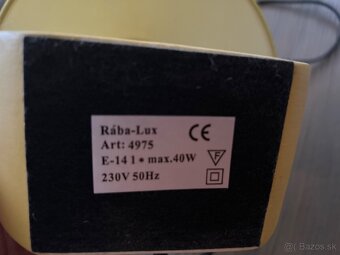 Rába-Lux CE
Art: 4975
E-14 1 • max.40W F
230V 50Hz
Bazos.sk